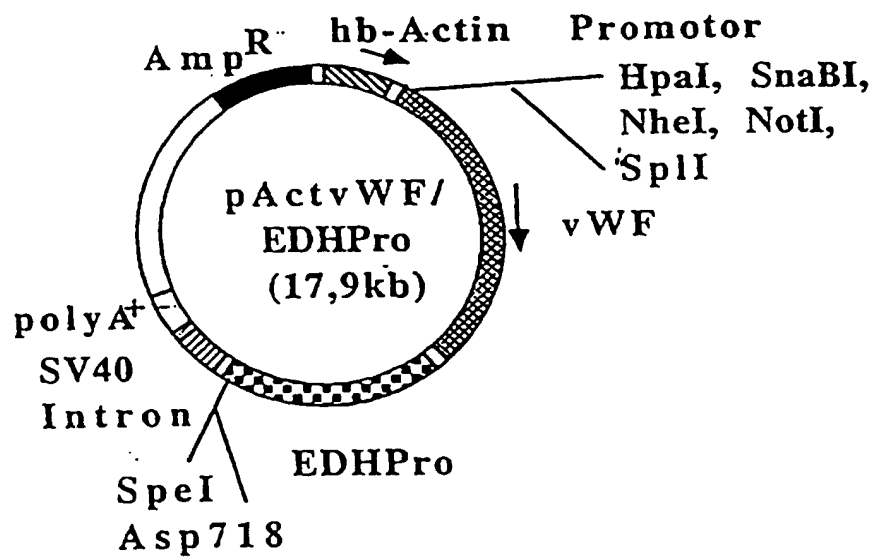 Amp^R
hb-Actin Promotor
HpaI, SnaBI,
NheI, NotI,
SplI
pActvWF/
EDHPro
(17,9kb)
vWF
polyA+
SV40
Intron
EDHPro
SpeI
Asp718